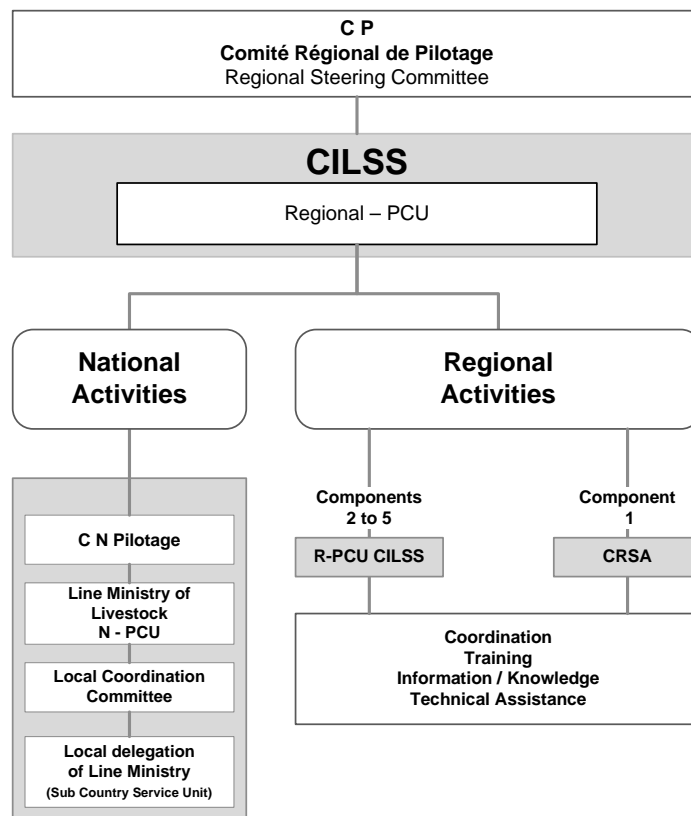 C P
Comité Régional de Pilotage
Regional Steering Committee
CILSS
Regional – PCU
National
Activities
Regional
Activities
C N Pilotage
Line Ministry of
Livestock
N - PCU
Local Coordination
Committee
Local delegation
of Line Ministry
(Sub Country Service Unit)
Components
2 to 5
R-PCU CILSS
Component
1
CRSA
Coordination
Training
Information / Knowledge
Technical Assistance